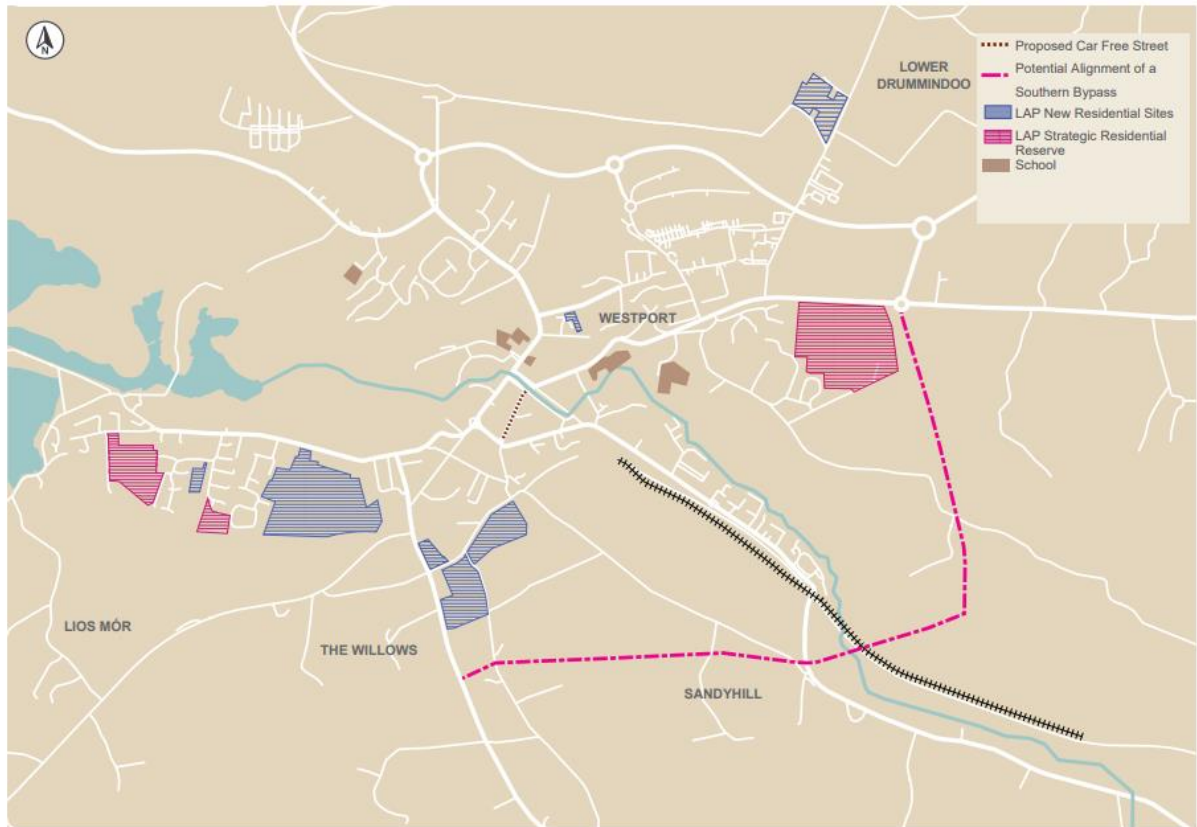 N
LOWER
DRUMMINDOO
Proposed Car Free Street
Potential Alignment of a
Southern Bypass
LAP New Residential Sites
LAP Strategic Residential
Reserve
School
WESTPORT
LIOS MÓR
THE WILLOWS
SANDYHILL